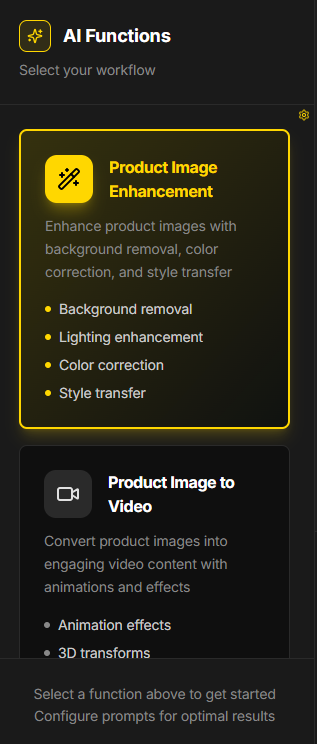 AI Functions
Select your workflow
Product Image
Enhancement
Enhance product images with
background removal, color
correction, and style transfer
Background removal
Lighting enhancement
Color correction
Style transfer
Product Image to
Video
Convert product images into
engaging video content with
animations and effects
Animation effects
3D transforms
Select a function above to get started
Configure prompts for optimal results